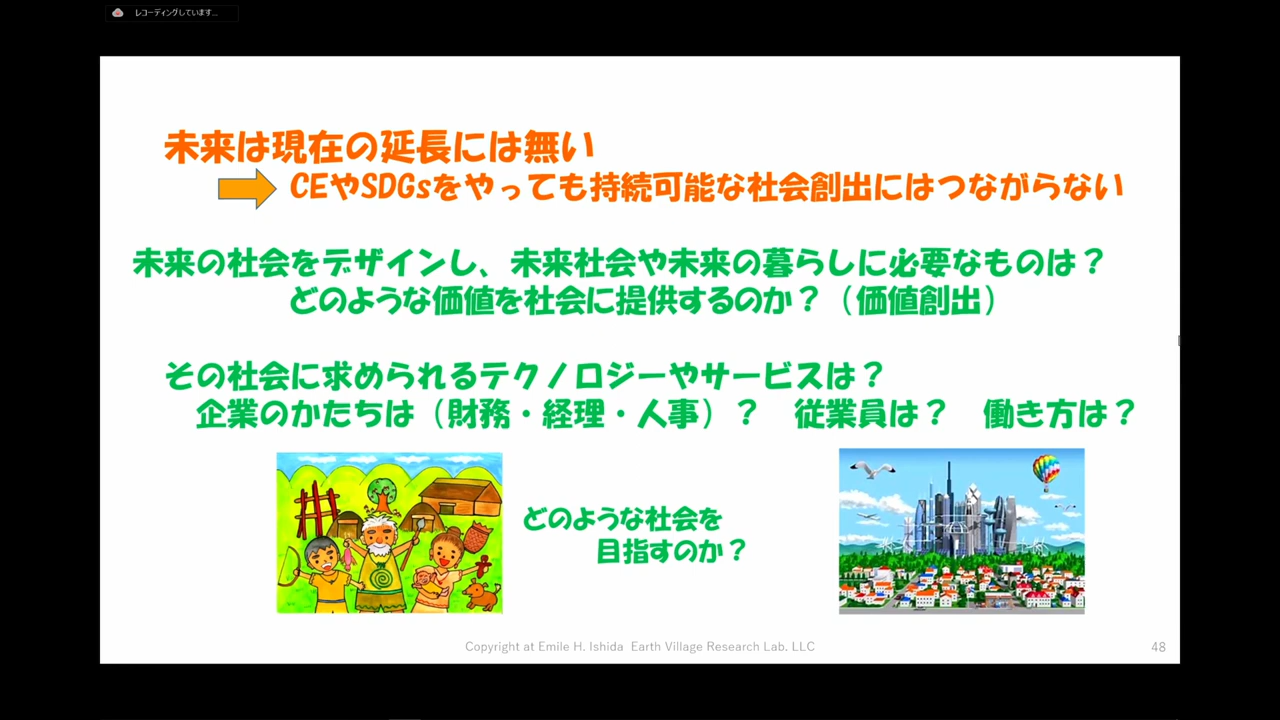 レコーディングしています...
未来は現在の延長には無い
CEやSDGsをやっても持続可能な社会創出にはつながらない
未来の社会をデザインし、未来社会や未来の暮らしに必要なものは？
どのような価値を社会に提供するのか？（価値創出）
その社会に求められるテクノロジーやサービスは？
企業のかたちは（財務・経理・人事）？　従業員は？　働き方は？
どのような社会を
目指すのか？
Copyright at Emile H. Ishida Earth Village Research Lab. LLC
48